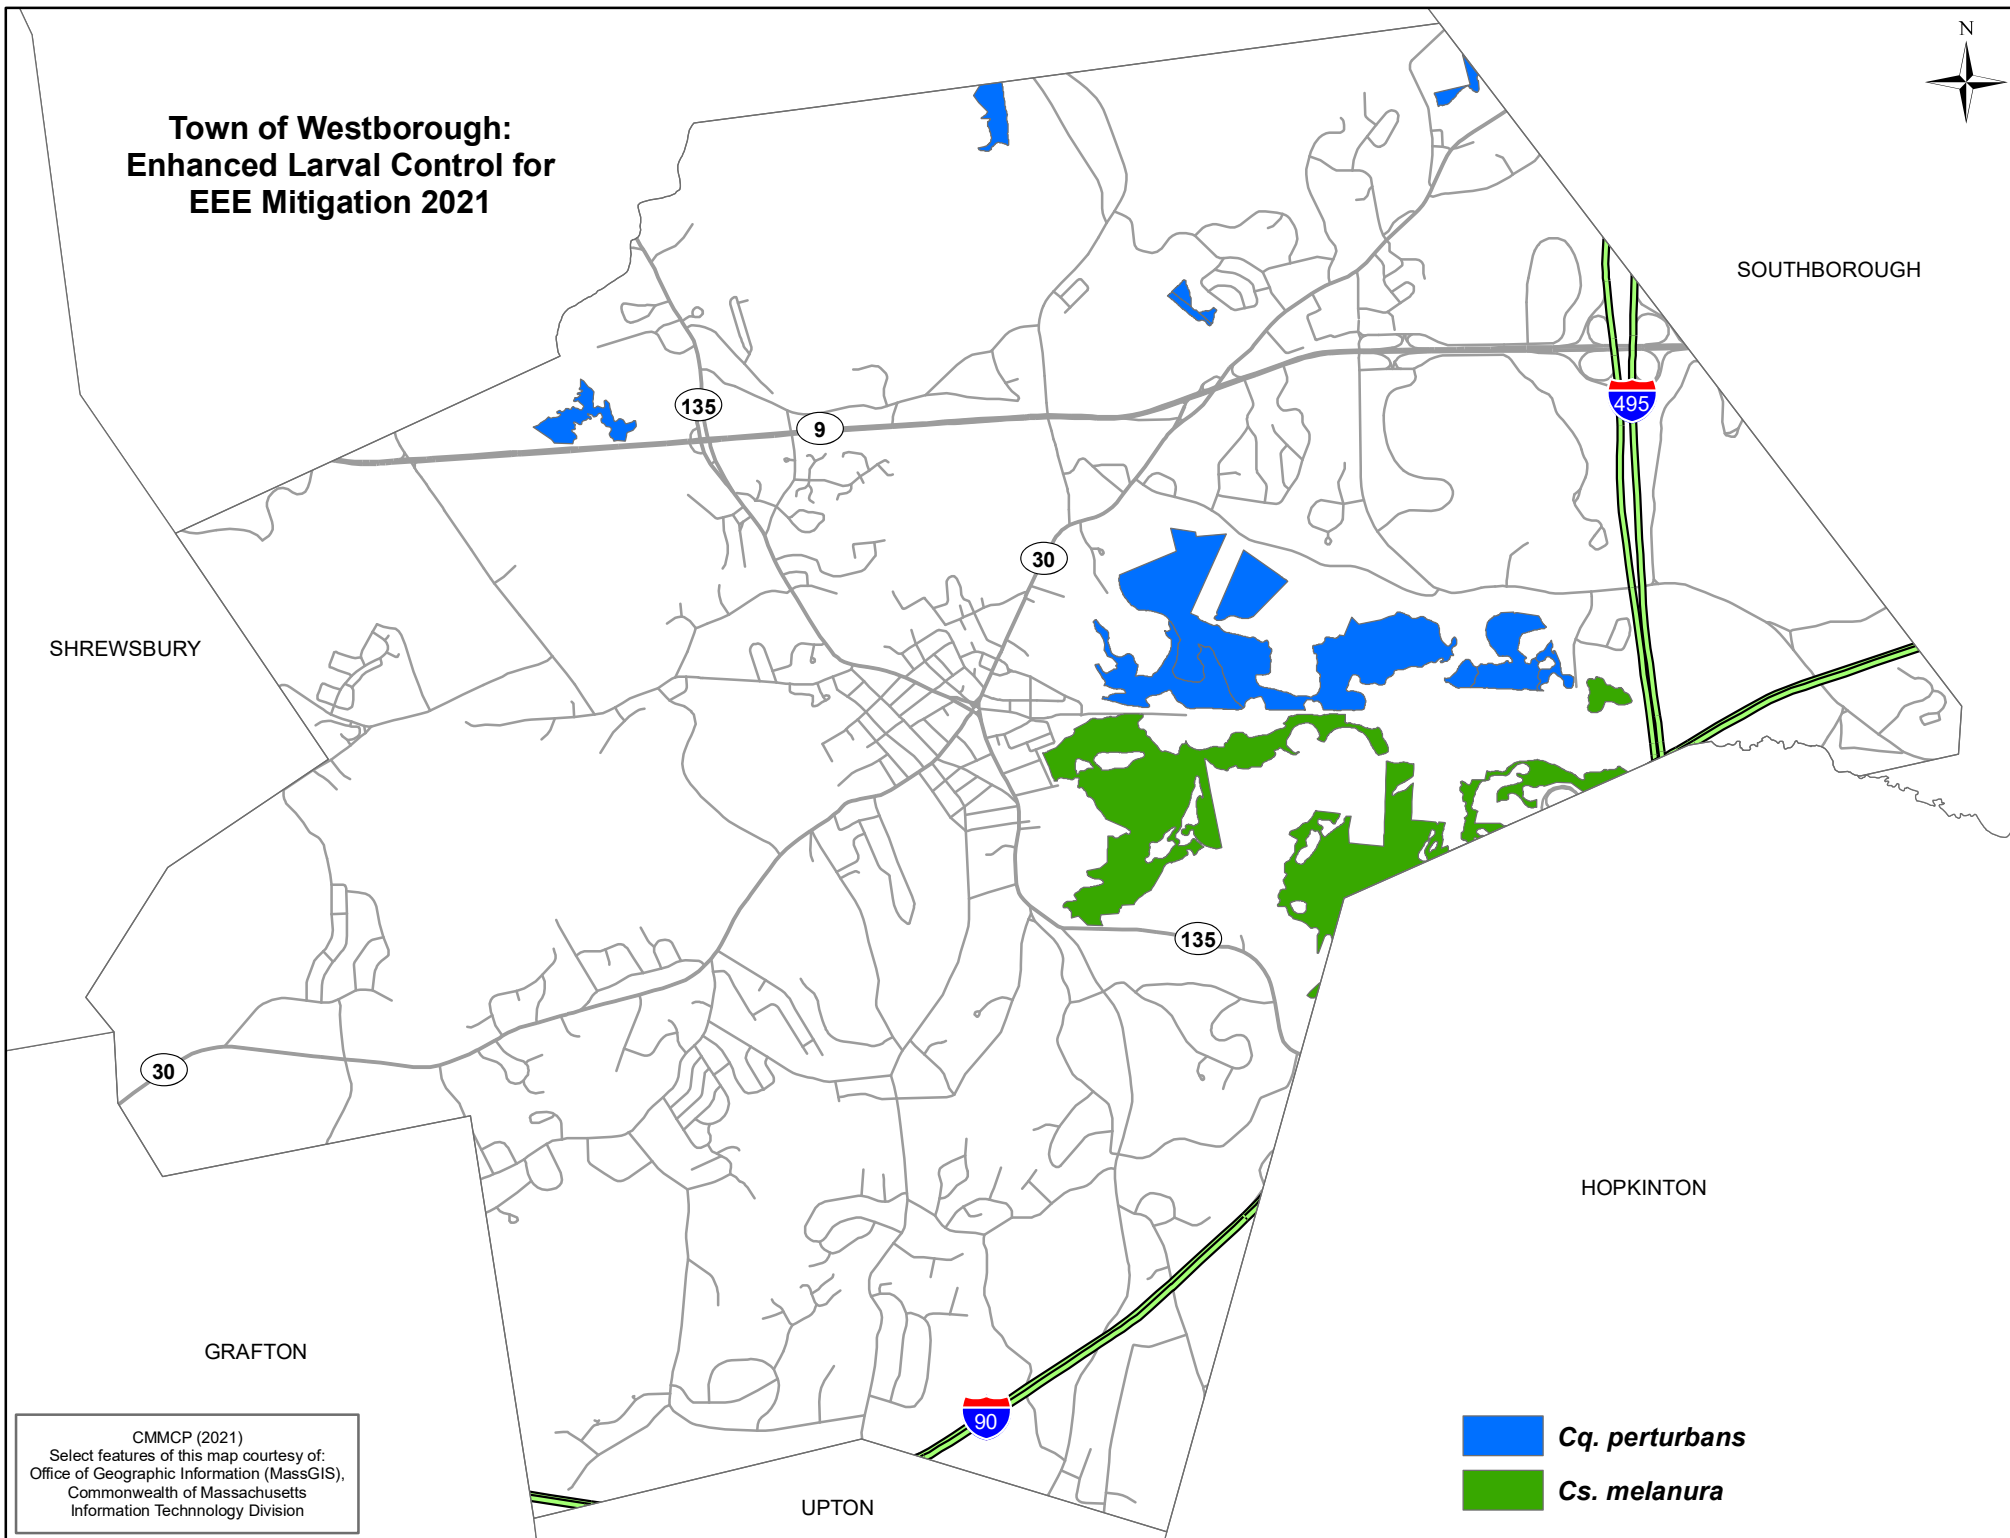 N
Town of Westborough:
Enhanced Larval Control for
EEE Mitigation 2021
SOUTHBOROUGH
495
135
9
30
SHREWSBURY
135
30
HOPKINTON
GRAFTON
90
CMMCP (2021)
Select features of this map courtesy of:
Office of Geographic Information (MassGIS),
Commonwealth of Massachusetts
Information Technnology Division
UPTON
Cq. perturbans
Cs. melanura